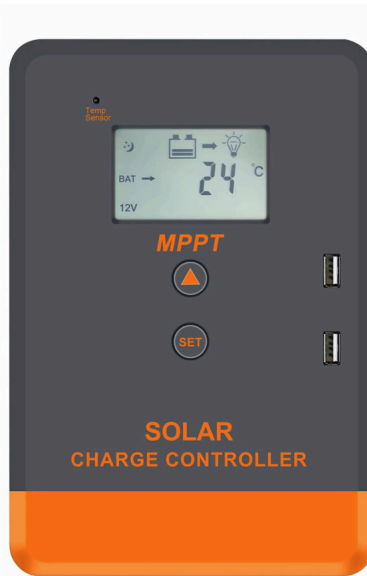 Temp
Sensor
24 °C
BAT
12V
MPPT
SET
SOLAR
CHARGE CONTROLLER